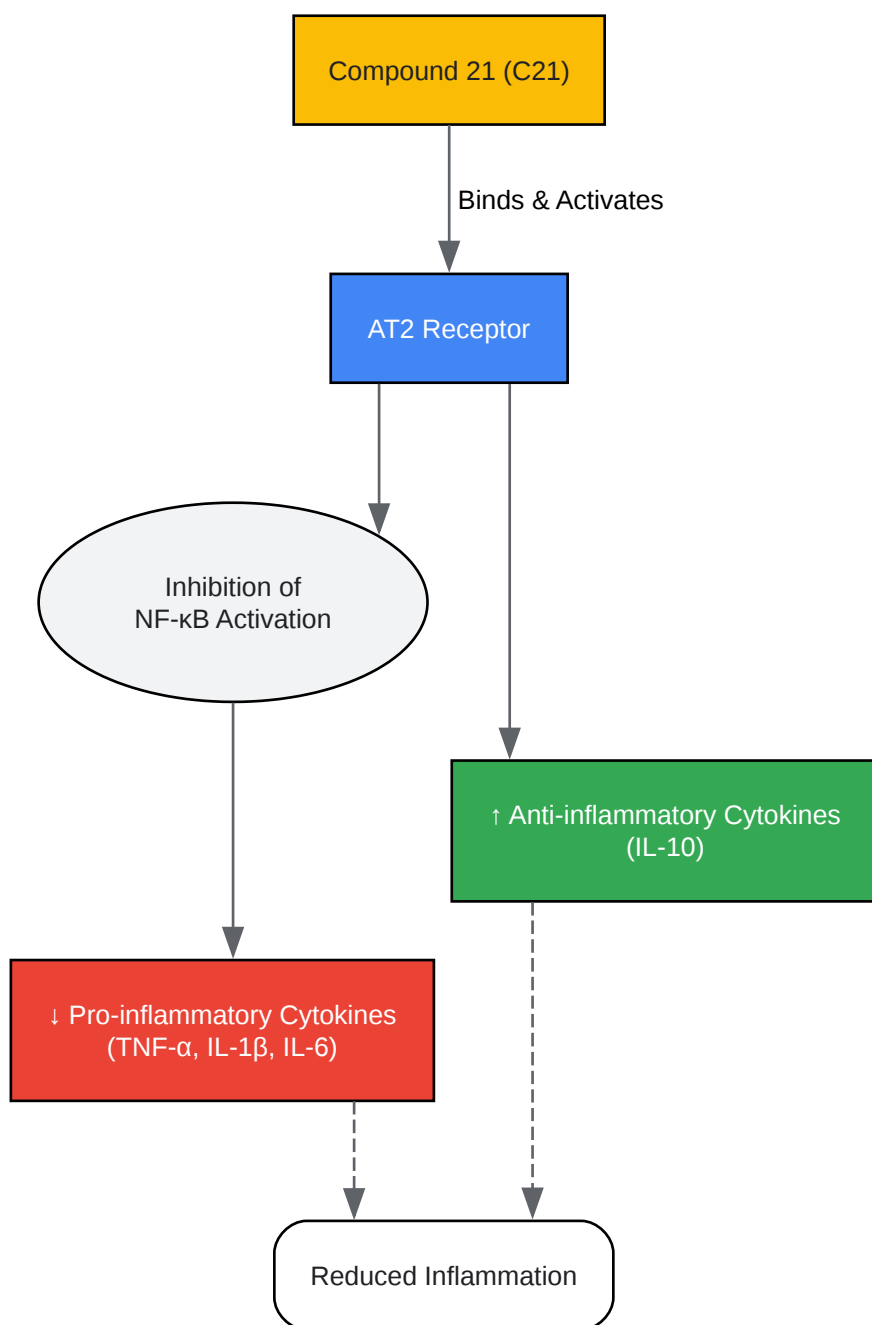 Compound 21 (C21)
Binds & Activates
AT2 Receptor
Inhibition of
NF-κB Activation
↑ Anti-inflammatory Cytokines
(IL-10)
↓ Pro-inflammatory Cytokines
(TNF-α, IL-1β, IL-6)
Reduced Inflammation